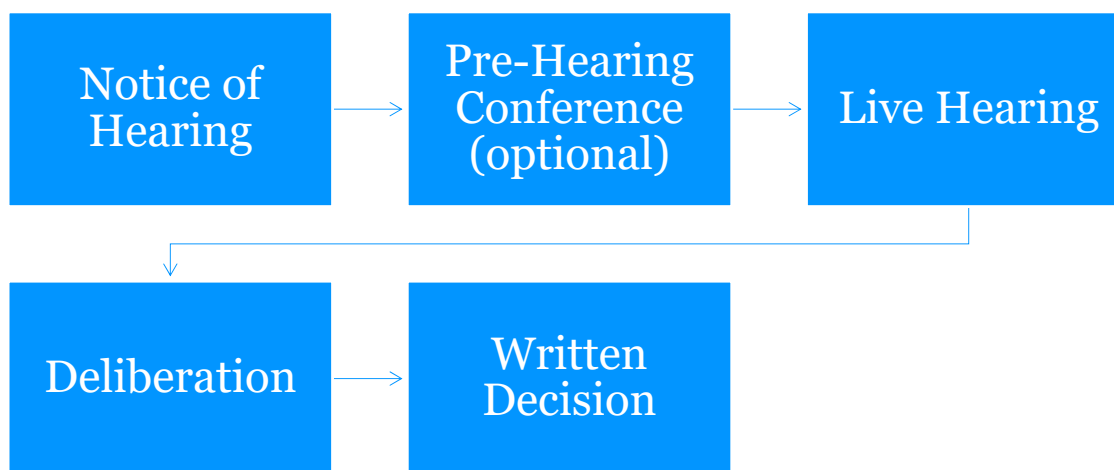 Notice of
Hearing
Pre-Hearing
Conference
(optional)
Live Hearing
Deliberation
Written
Decision